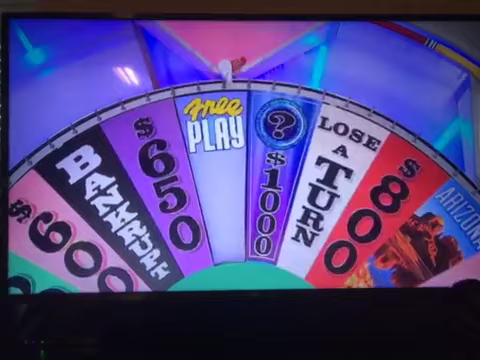 $600
BANKRUPT
$650
Free
PLAY
?
$1000
LOSE
A
TURN
$800
ARIZONA